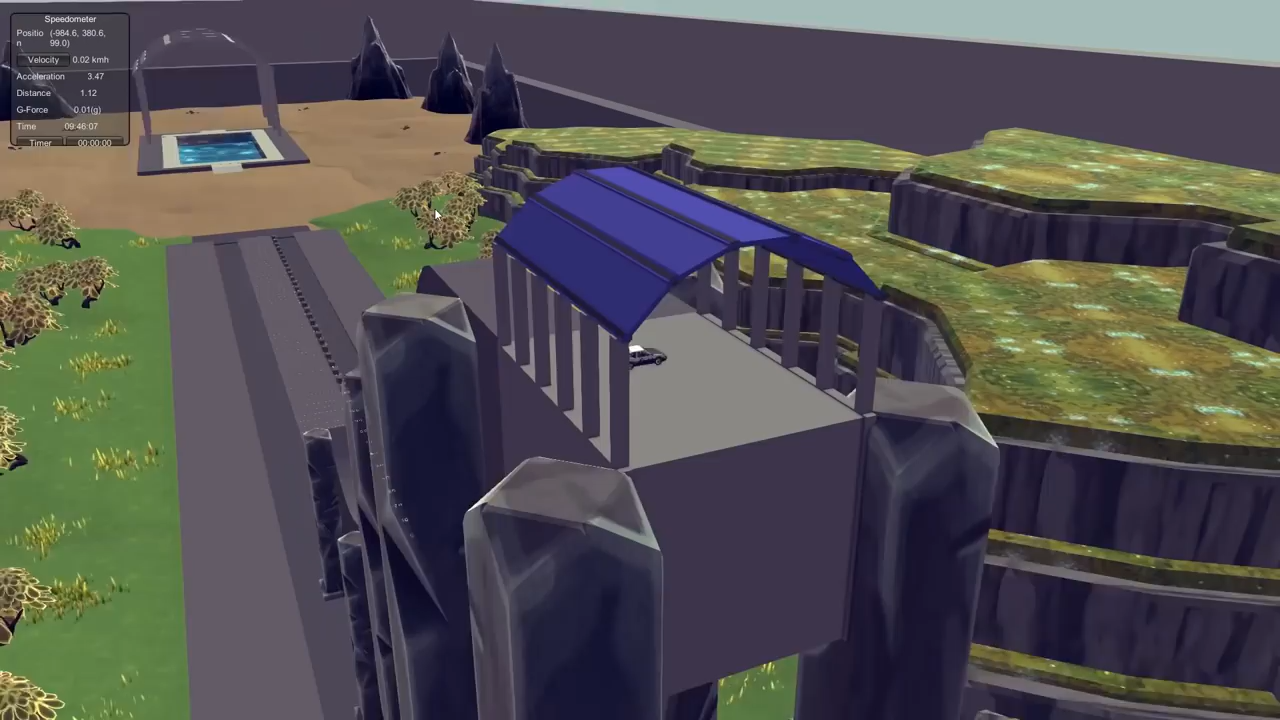 Speedometer
Positio (-984.6, 380.6,
n 99.0)
Velocity 0.02 kmh
Acceleration 3.47
Distance 1.12
G-Force 0.01(g)
Time 09:46:07
Timer 00:00:00